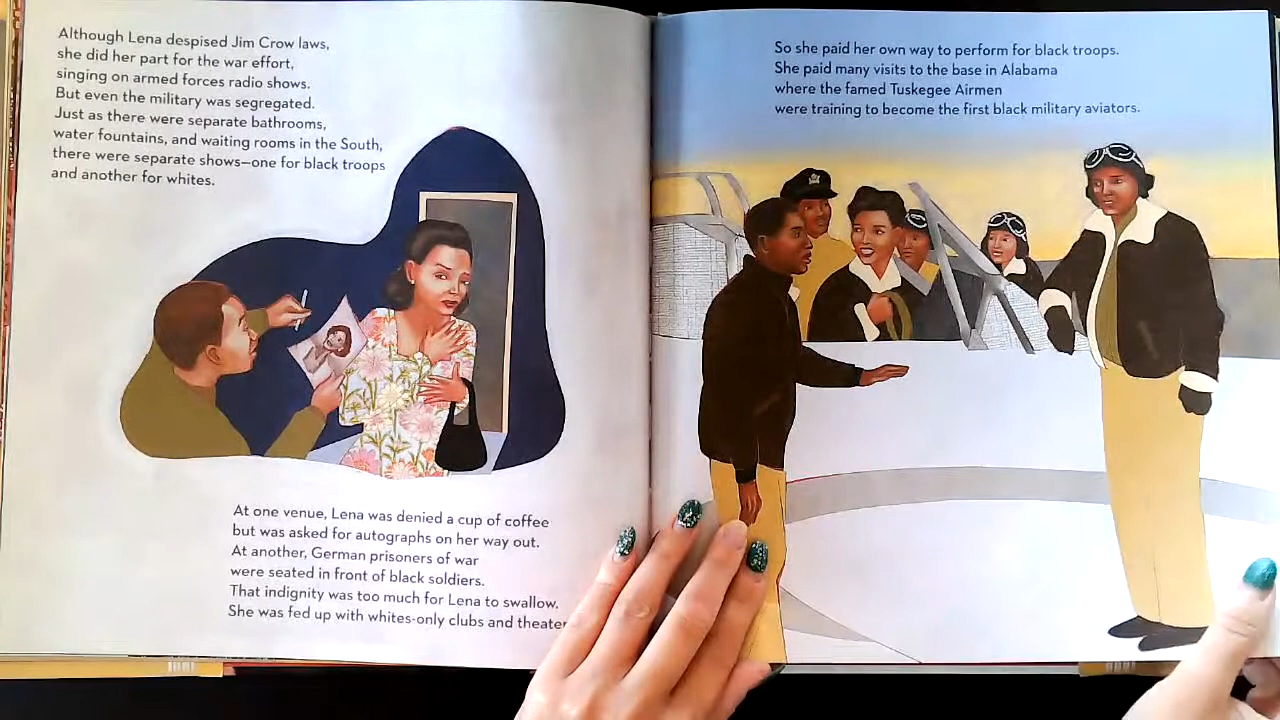 Although Lena despised Jim Crow laws,
she did her part for the war effort,
singing on armed forces radio shows.
But even the military was segregated.
Just as there were separate bathrooms,
water fountains, and waiting rooms in the South,
there were separate shows—one for black troops
and another for whites.
At one venue, Lena was denied a cup of coffee
but was asked for autographs on her way out.
At another, German prisoners of war
were seated in front of black soldiers.
That indignity was too much for Lena to swallow.
She was fed up with whites-only clubs and theater
So she paid her own way to perform for black troops.
She paid many visits to the base in Alabama
where the famed Tuskegee Airmen
were training to become the first black military aviators.